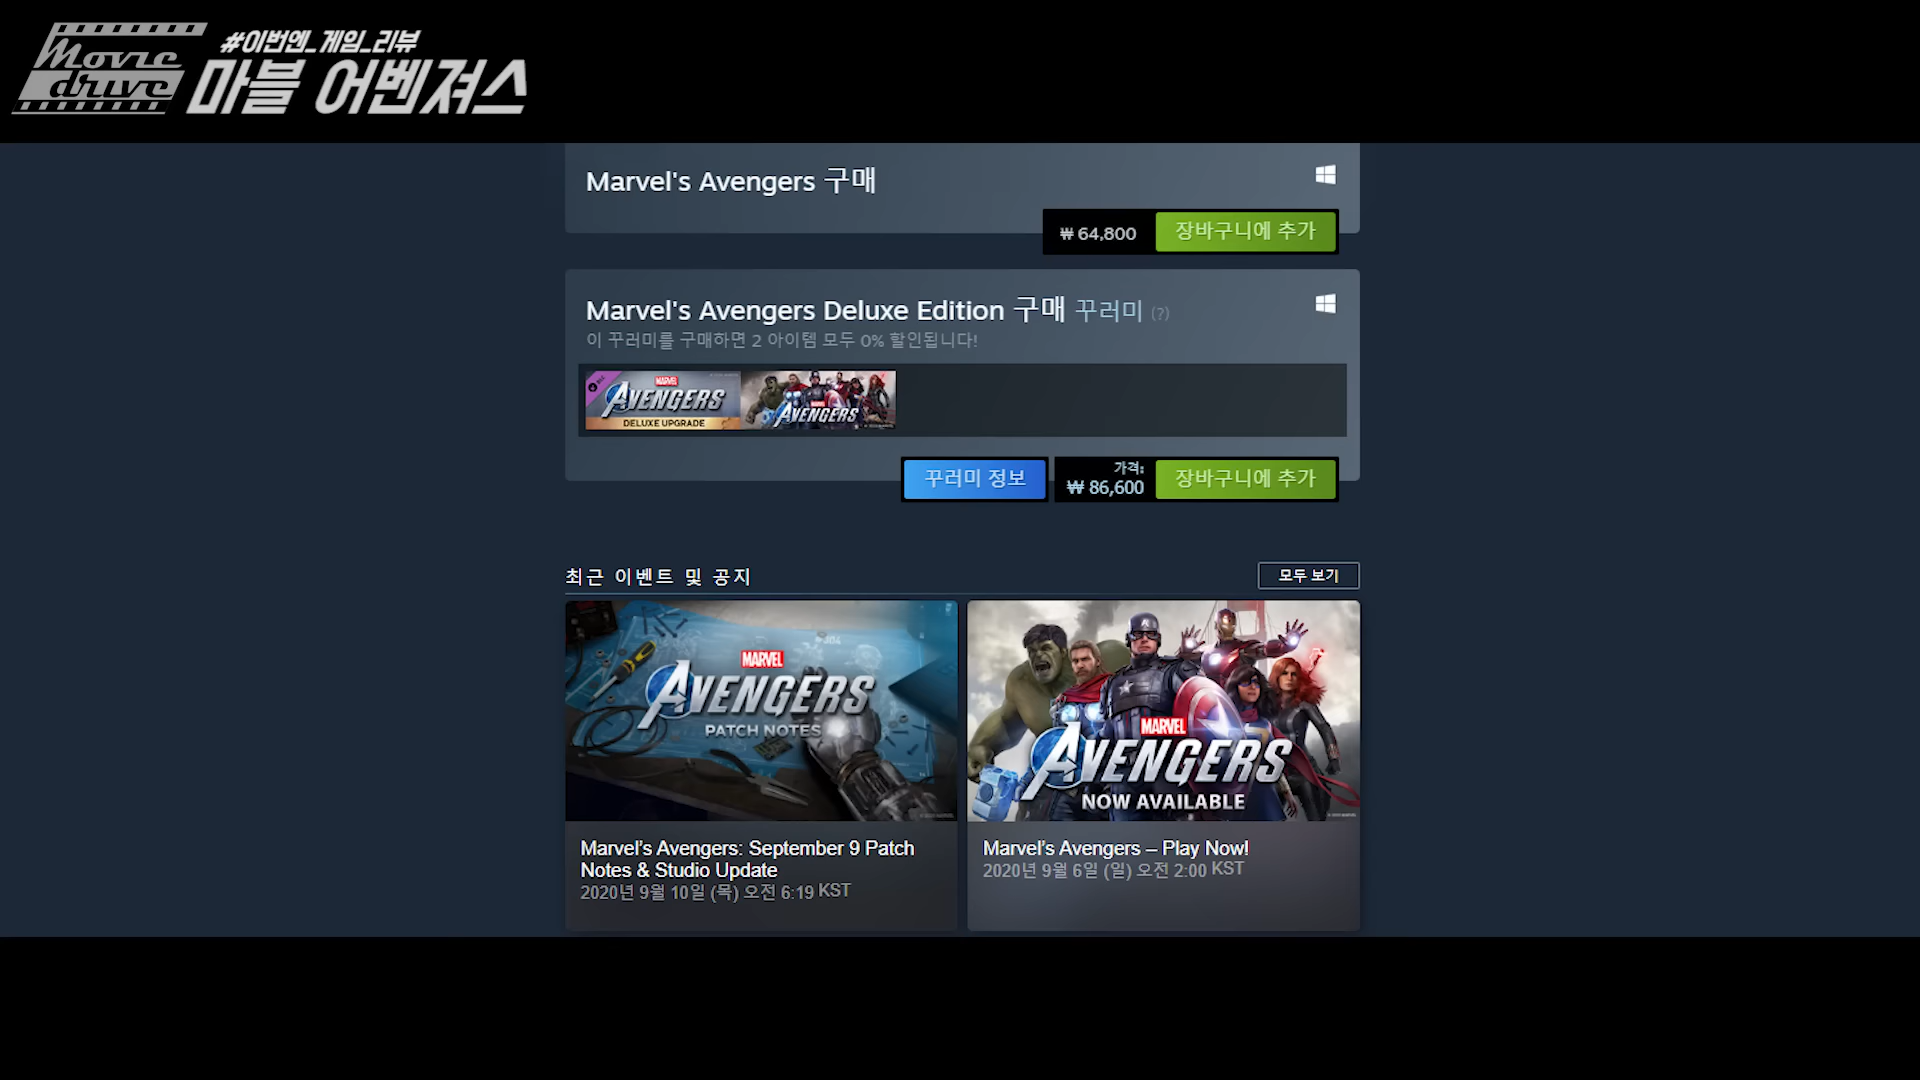 Movie
drive
#이번엔_게임_리뷰
마블 어벤져스
Marvel's Avengers 구매
₩ 64,800
장바구니에 추가
Marvel's Avengers Deluxe Edition 구매 꾸러미 (?)
이 꾸러미를 구매하면 2 아이템 모두 0% 할인됩니다!
MARVEL
AVENGERS
DELUXE UPGRADE
MARVEL
AVENGERS
꾸러미 정보
가격:
₩ 86,600
장바구니에 추가
최근 이벤트 및 공지
모두 보기
MARVEL
AVENGERS
PATCH NOTES
MARVEL
AVENGERS
NOW AVAILABLE
Marvel's Avengers: September 9 Patch
Notes & Studio Update
2020년 9월 10일 (목) 오전 6:19 KST
Marvel's Avengers – Play Now!
2020년 9월 6일 (일) 오전 2:00 KST